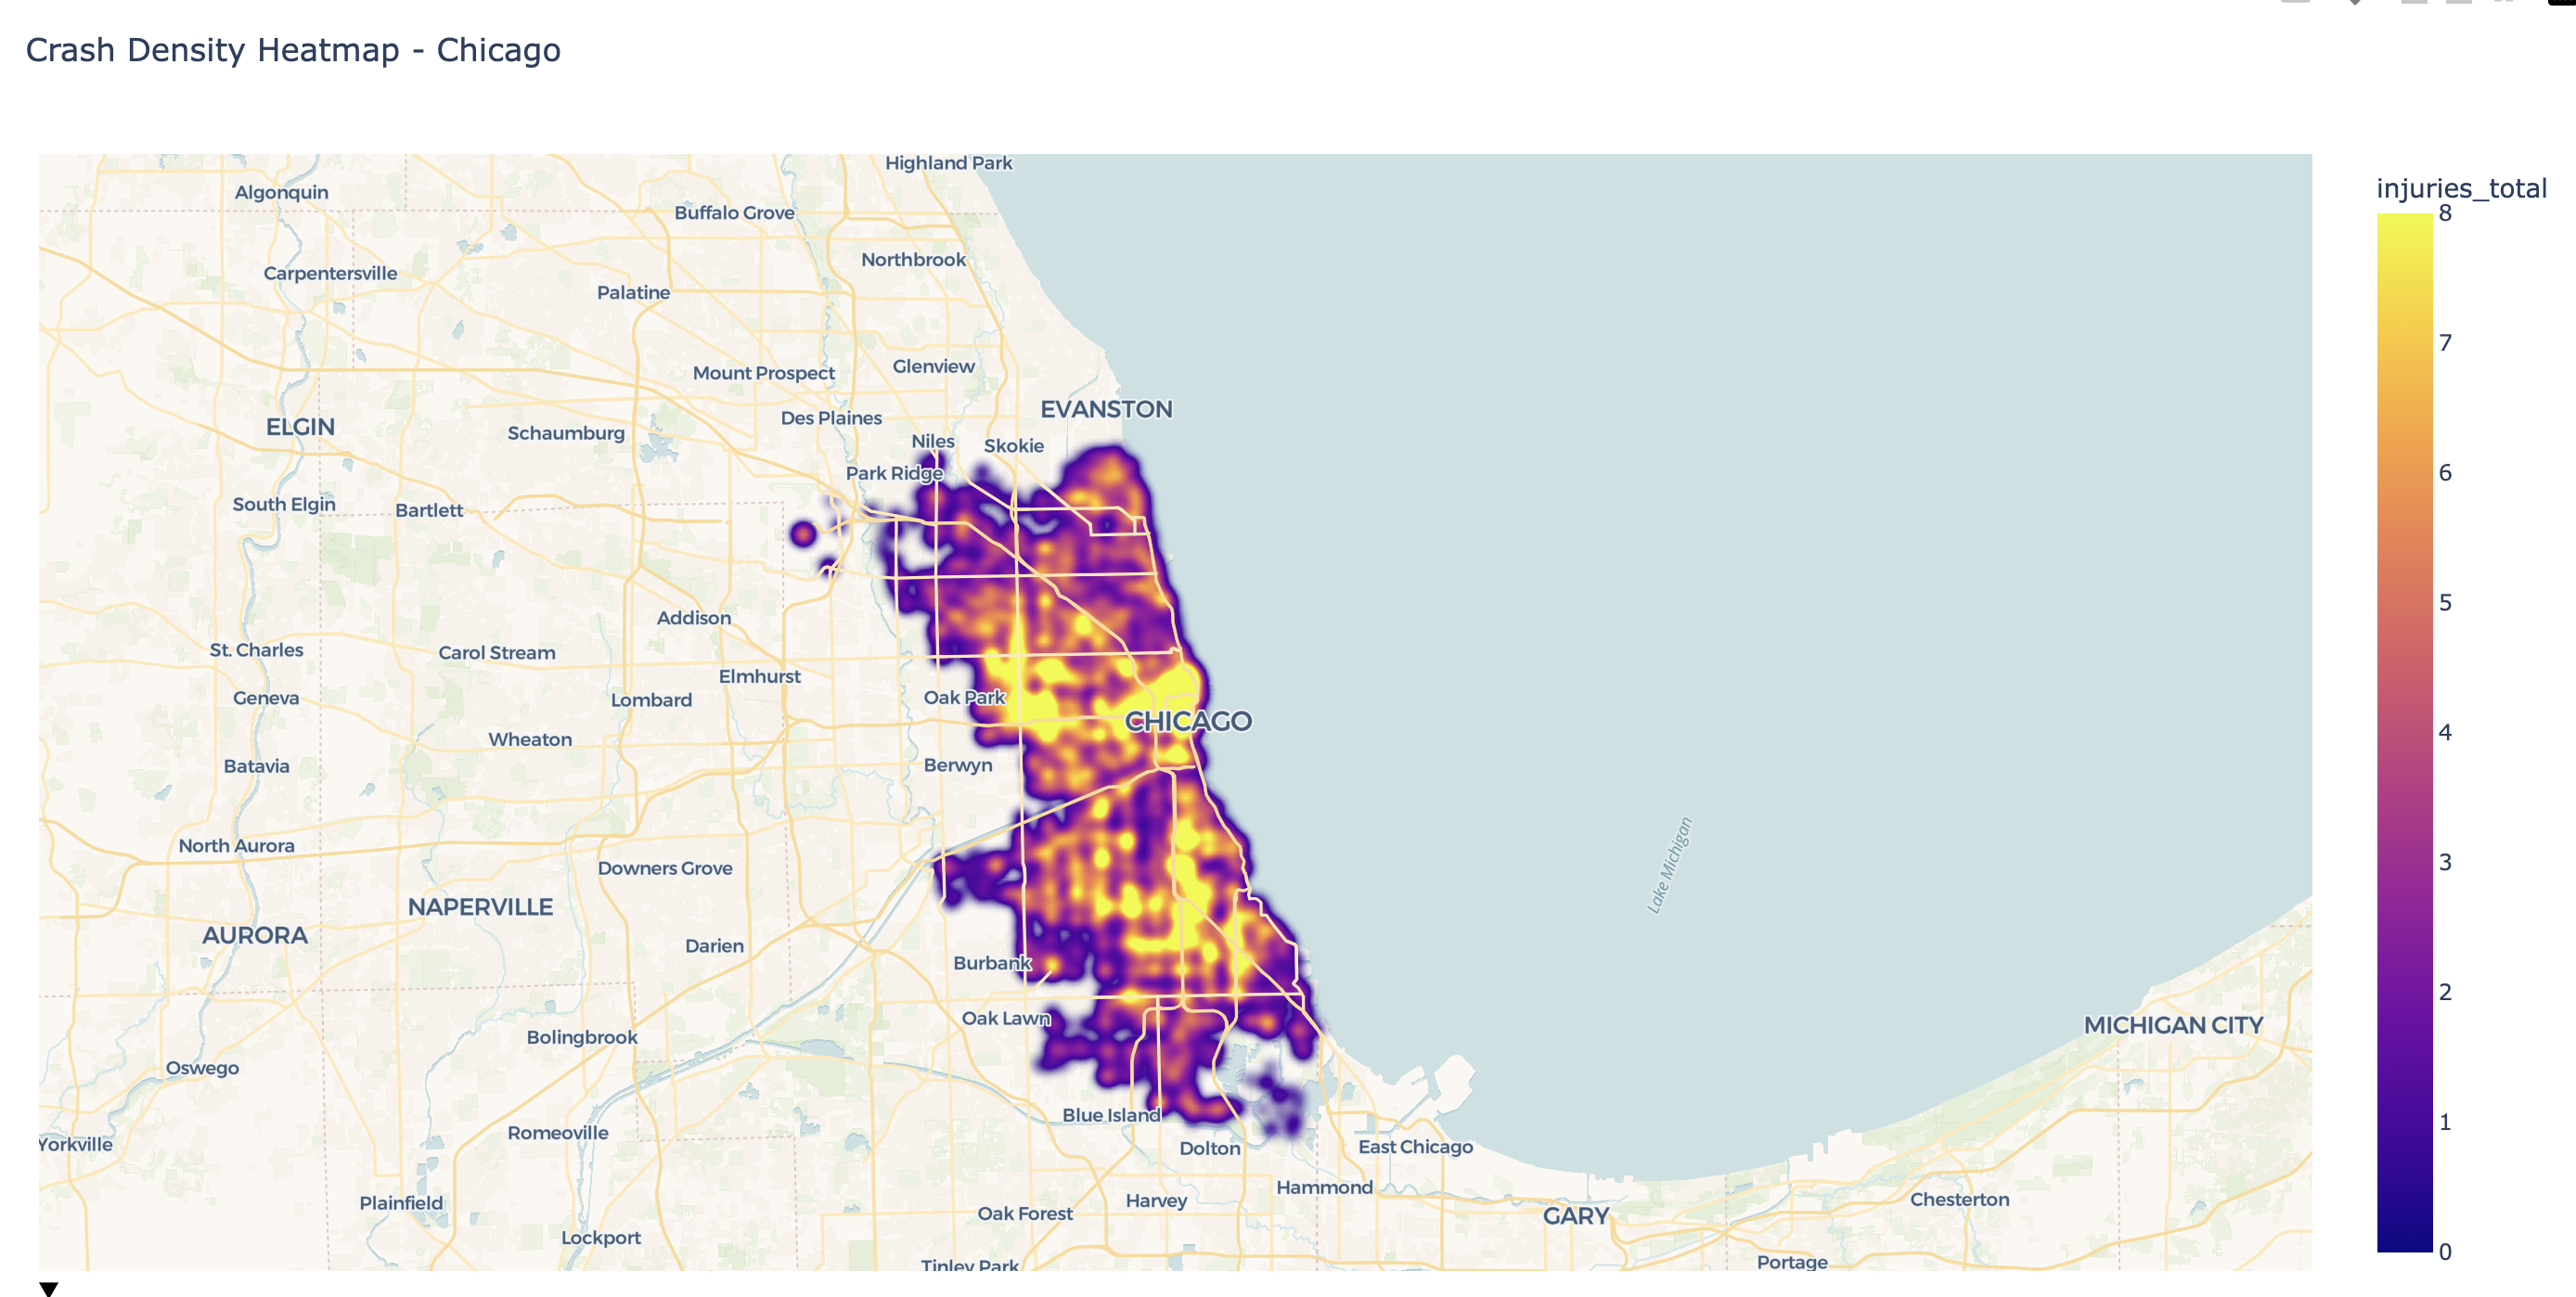 Crash Density Heatmap - Chicago
Highland Park
Algonquin
Buffalo Grove
Northbrook
Carpentersville
Palatine
Glenview
Mount Prospect
EVANSTON
Des Plaines
ELGIN
Schaumburg
Niles
Skokie
Park Ridge
South Elgin
Bartlett
Addison
St. Charles
Carol Stream
Elmhurst
Geneva
Lombard
Oak Park
CHICAGO
Wheaton
Batavia
Berwyn
North Aurora
Downers Grove
Lake Michigan
NAPERVILLE
AURORA
Darien
Burbank
Oak Lawn
MICHIGAN CITY
Bolingbrook
Oswego
Blue Island
Romeoville
Yorkville
Dolton
East Chicago
Hammond
Plainfield
Harvey
Chesterton
Oak Forest
GARY
Lockport
Portage
Tinley Park
injuries_total
8
7
6
5
4
3
2
1
0